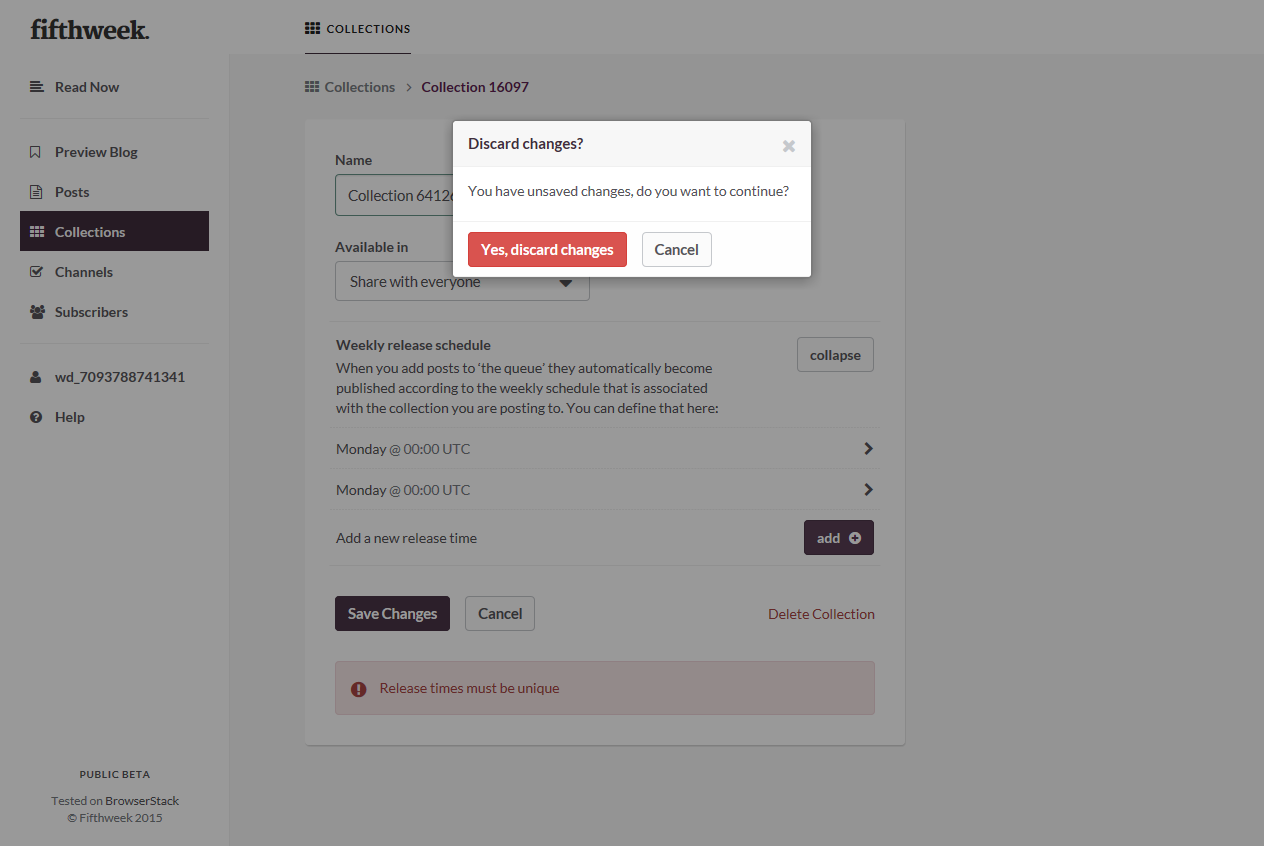 fifthweek.
COLLECTIONS
Read Now
Preview Blog
Posts
Collections
Channels
Subscribers
wd_7093788741341
Help
PUBLIC BETA
Tested on BrowserStack
© Fifthweek 2015
Collections > Collection 16097
Discard changes?
You have unsaved changes, do you want to continue?
Yes, discard changes
Cancel
Name
Collection 6412
Available in
Share with everyone
Weekly release schedule
collapse
When you add posts to ‘the queue’ they automatically become
published according to the weekly schedule that is associated
with the collection you are posting to. You can define that here:
Monday @ 00:00 UTC
Monday @ 00:00 UTC
Add a new release time
add
Save Changes
Cancel
Delete Collection
Release times must be unique